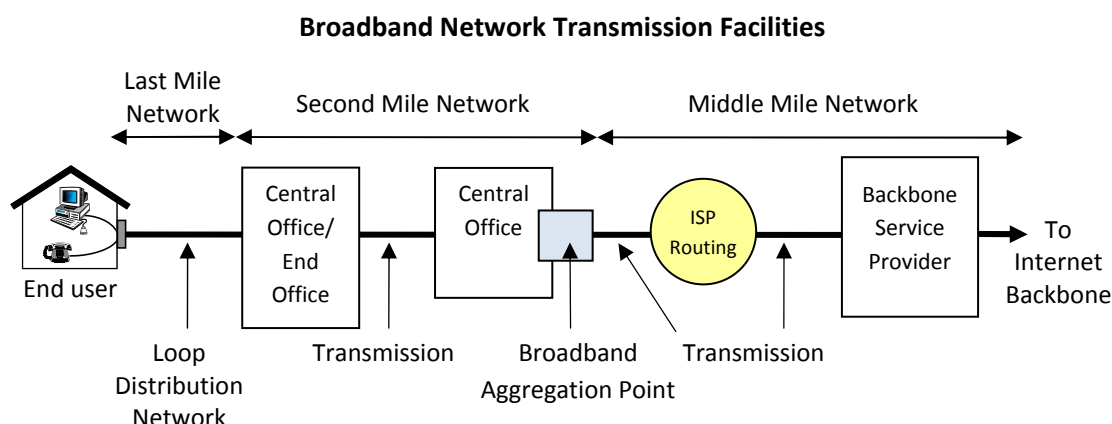 Broadband Network Transmission Facilities
Last Mile
Network
Second Mile Network
Middle Mile Network
Central
Office/
End
Office
Central
Office
ISP
Routing
Backbone
Service
Provider
To
Internet
Backbone
End user
Loop
Distribution
Network
Transmission
Broadband
Aggregation Point
Transmission